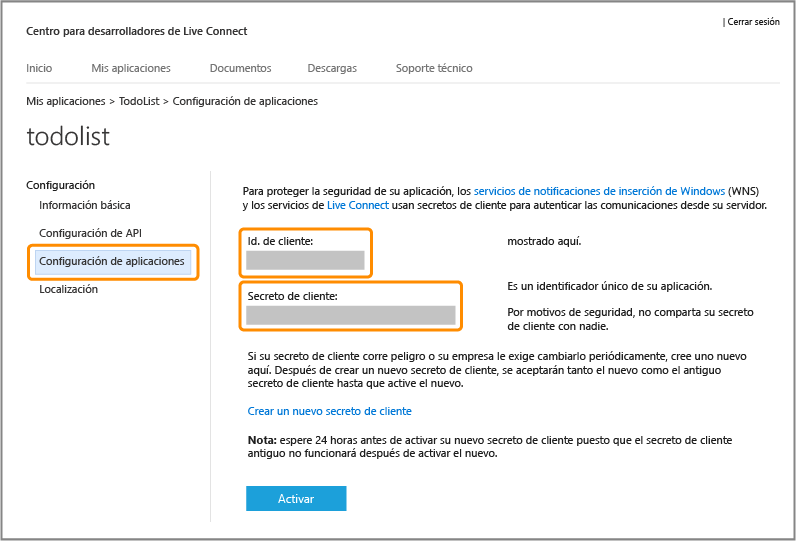 | Cerrar sesión
Centro para desarrolladores de Live Connect
Inicio Mis aplicaciones Documentos Descargas Soporte técnico
Mis aplicaciones > TodoList > Configuración de aplicaciones
todolist
Configuración
Información básica
Configuración de API
Configuración de aplicaciones
Localización
Para proteger la seguridad de su aplicación, los servicios de notificaciones de inserción de Windows (WNS)
y los servicios de Live Connect usan secretos de cliente para autenticar las comunicaciones desde su servidor.
Id. de cliente:
mostrado aquí.
Es un identificador único de su aplicación.
Secreto de cliente:
Por motivos de seguridad, no comparta su secreto
de cliente con nadie.
Si su secreto de cliente corre peligro o su empresa le exige cambiarlo periódicamente, cree uno nuevo
aquí. Después de crear un nuevo secreto de cliente, se aceptarán tanto el nuevo como el antiguo
secreto de cliente hasta que active el nuevo.
Crear un nuevo secreto de cliente
Nota: espere 24 horas antes de activar su nuevo secreto de cliente puesto que el secreto de cliente
antiguo no funcionará después de activar el nuevo.
Activar